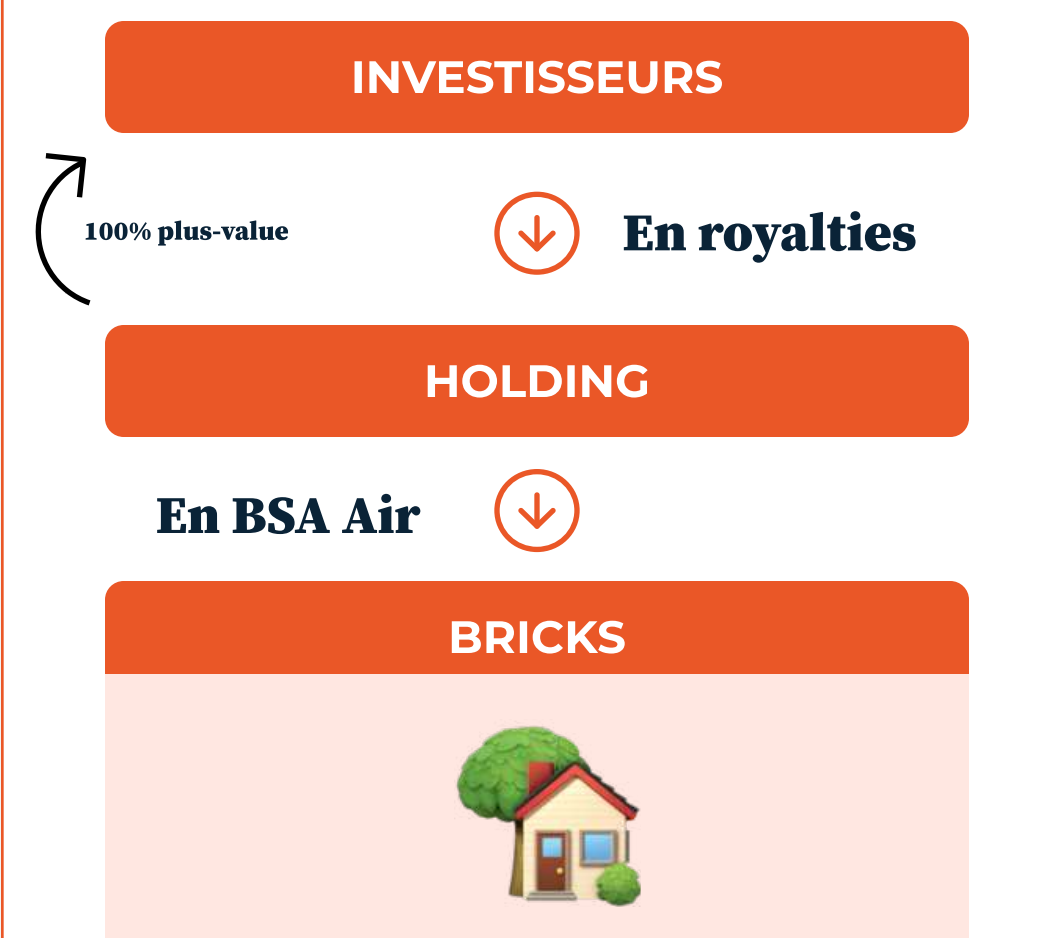 INVESTISSEURS
100% plus-value
En royalties
HOLDING
En BSA Air
BRICKS